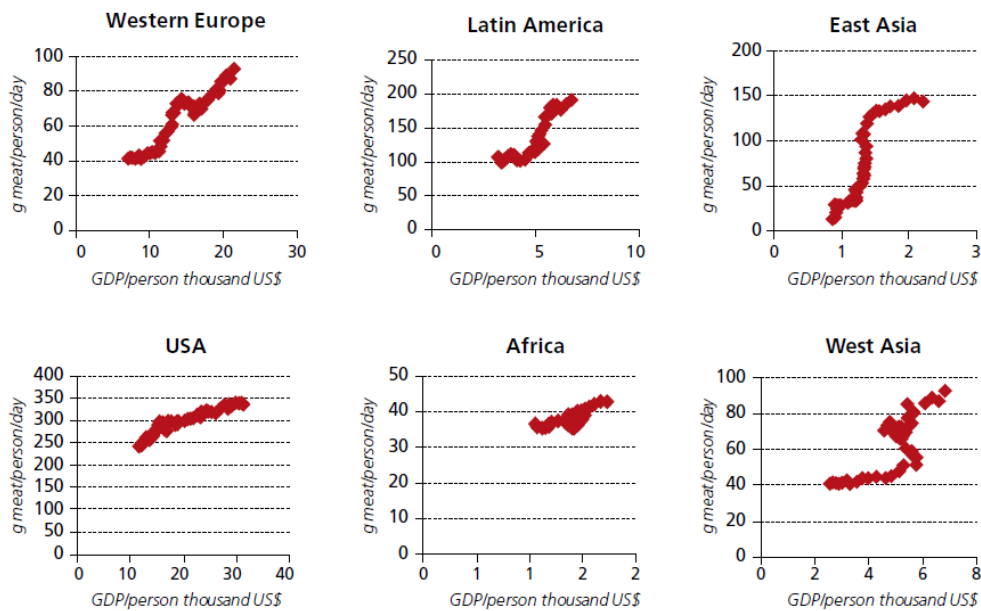 Western Europe
g meat/person/day
100
80
60
40
20
0
0 10 20 30
GDP/person thousand US$
Latin America
g meat/person/day
250
200
150
100
50
0
0 5 10
GDP/person thousand US$
East Asia
g meat/person/day
200
150
100
50
0
0 1 2 3
GDP/person thousand US$
USA
g meat/person/day
400
350
300
250
200
150
100
50
0
0 10 20 30 40
GDP/person thousand US$
Africa
g meat/person/day
50
40
30
20
10
0
0 1 1 2 2
GDP/person thousand US$
West Asia
g meat/person/day
100
80
60
40
20
0
0 2 4 6 8
GDP/person thousand US$